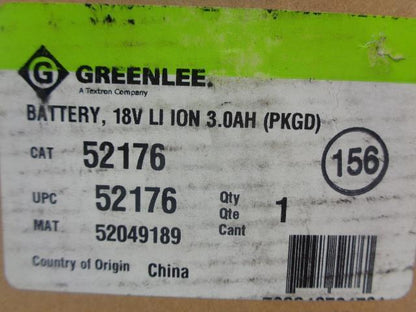 G GREENLEE.
A Textron Company
BATTERY, 18V LI ION 3.0AH (PKGD)
CAT 52176
156
UPC 52176
Qty
Qte 1
Cant
MAT 52049189
Country of Origin China